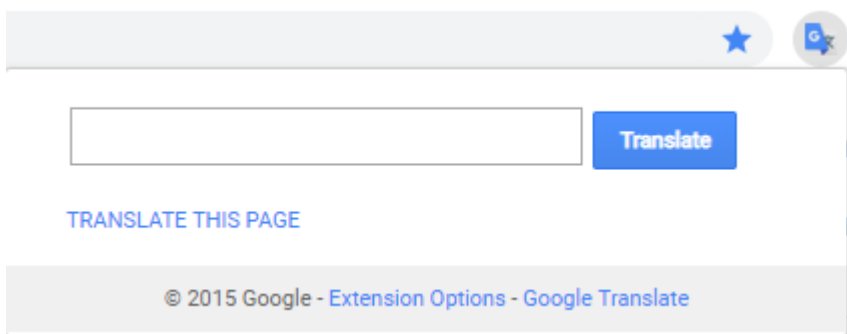 Translate
TRANSLATE THIS PAGE
© 2015 Google - Extension Options - Google Translate